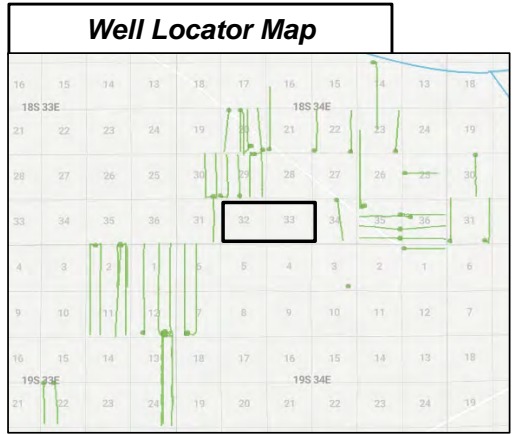 Well Locator Map
16 15 14 13 18 17 16 15 14 13 18
18S 33E 18S 34E
21 22 23 24 19 20 21 22 23 24 19
28 27 26 25 30 29 28 27 26 25 30
33 34 35 36 31 32 33 34 35 36 31
4 3 2 1 6 5 4 3 2 1 6
9 10 11 12 7 8 9 10 11 12 7
16 15 14 13 18 17 16 15 14 13 18
19S 33E 19S 34E
21 22 23 24 19 20 21 22 23 24 19